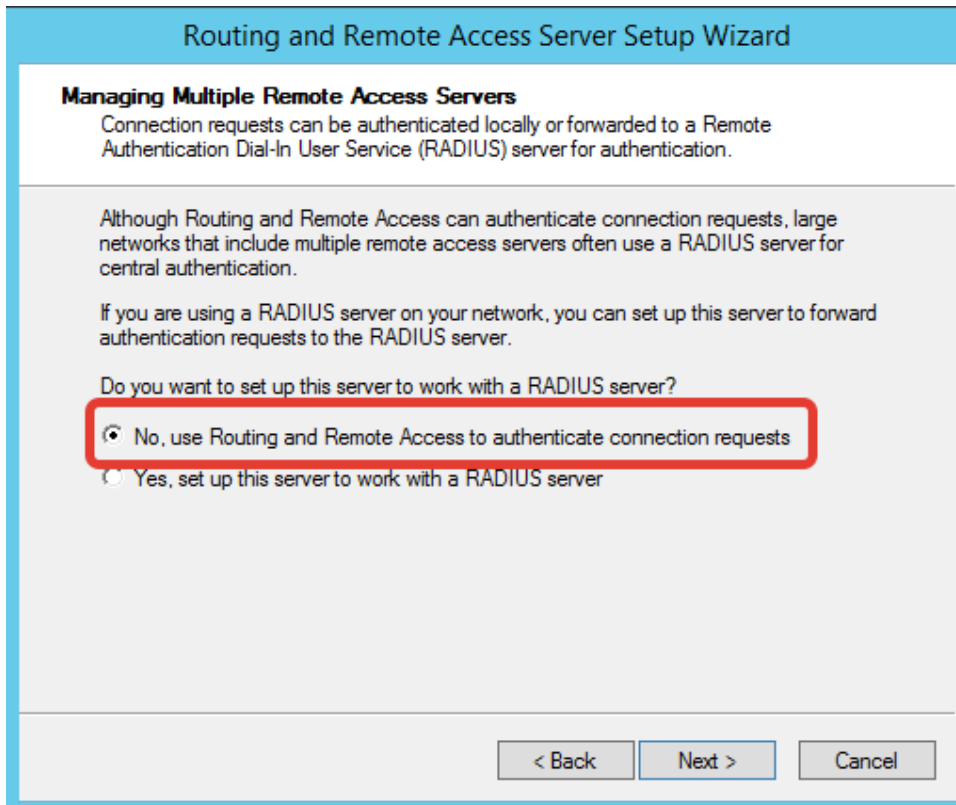 Routing and Remote Access Server Setup Wizard
Managing Multiple Remote Access Servers
Connection requests can be authenticated locally or forwarded to a Remote
Authentication Dial-In User Service (RADIUS) server for authentication.
Although Routing and Remote Access can authenticate connection requests, large
networks that include multiple remote access servers often use a RADIUS server for
central authentication.
If you are using a RADIUS server on your network, you can set up this server to forward
authentication requests to the RADIUS server.
Do you want to set up this server to work with a RADIUS server?
No, use Routing and Remote Access to authenticate connection requests
Yes, set up this server to work with a RADIUS server
< Back Next > Cancel